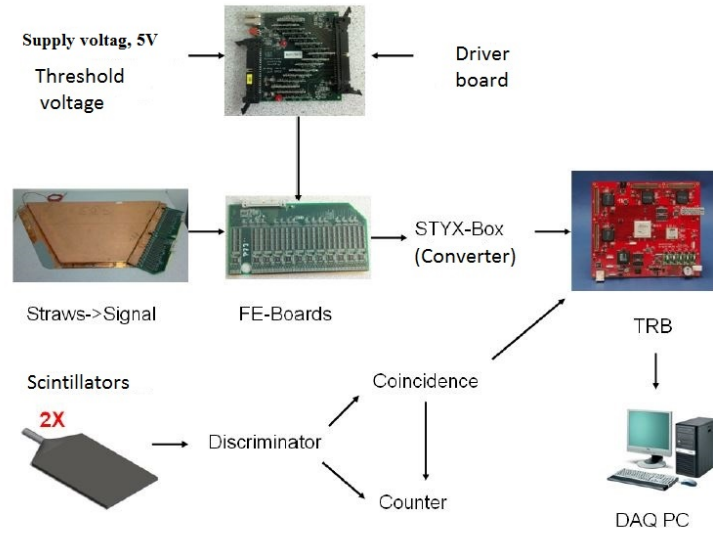 Supply voltag, 5V
Threshold
voltage
Driver
board
STYX-Box
(Converter)
Straws->Signal
FE-Boards
TRB
Scintillators
2X
Coincidence
Discriminator
Counter
DAQ PC